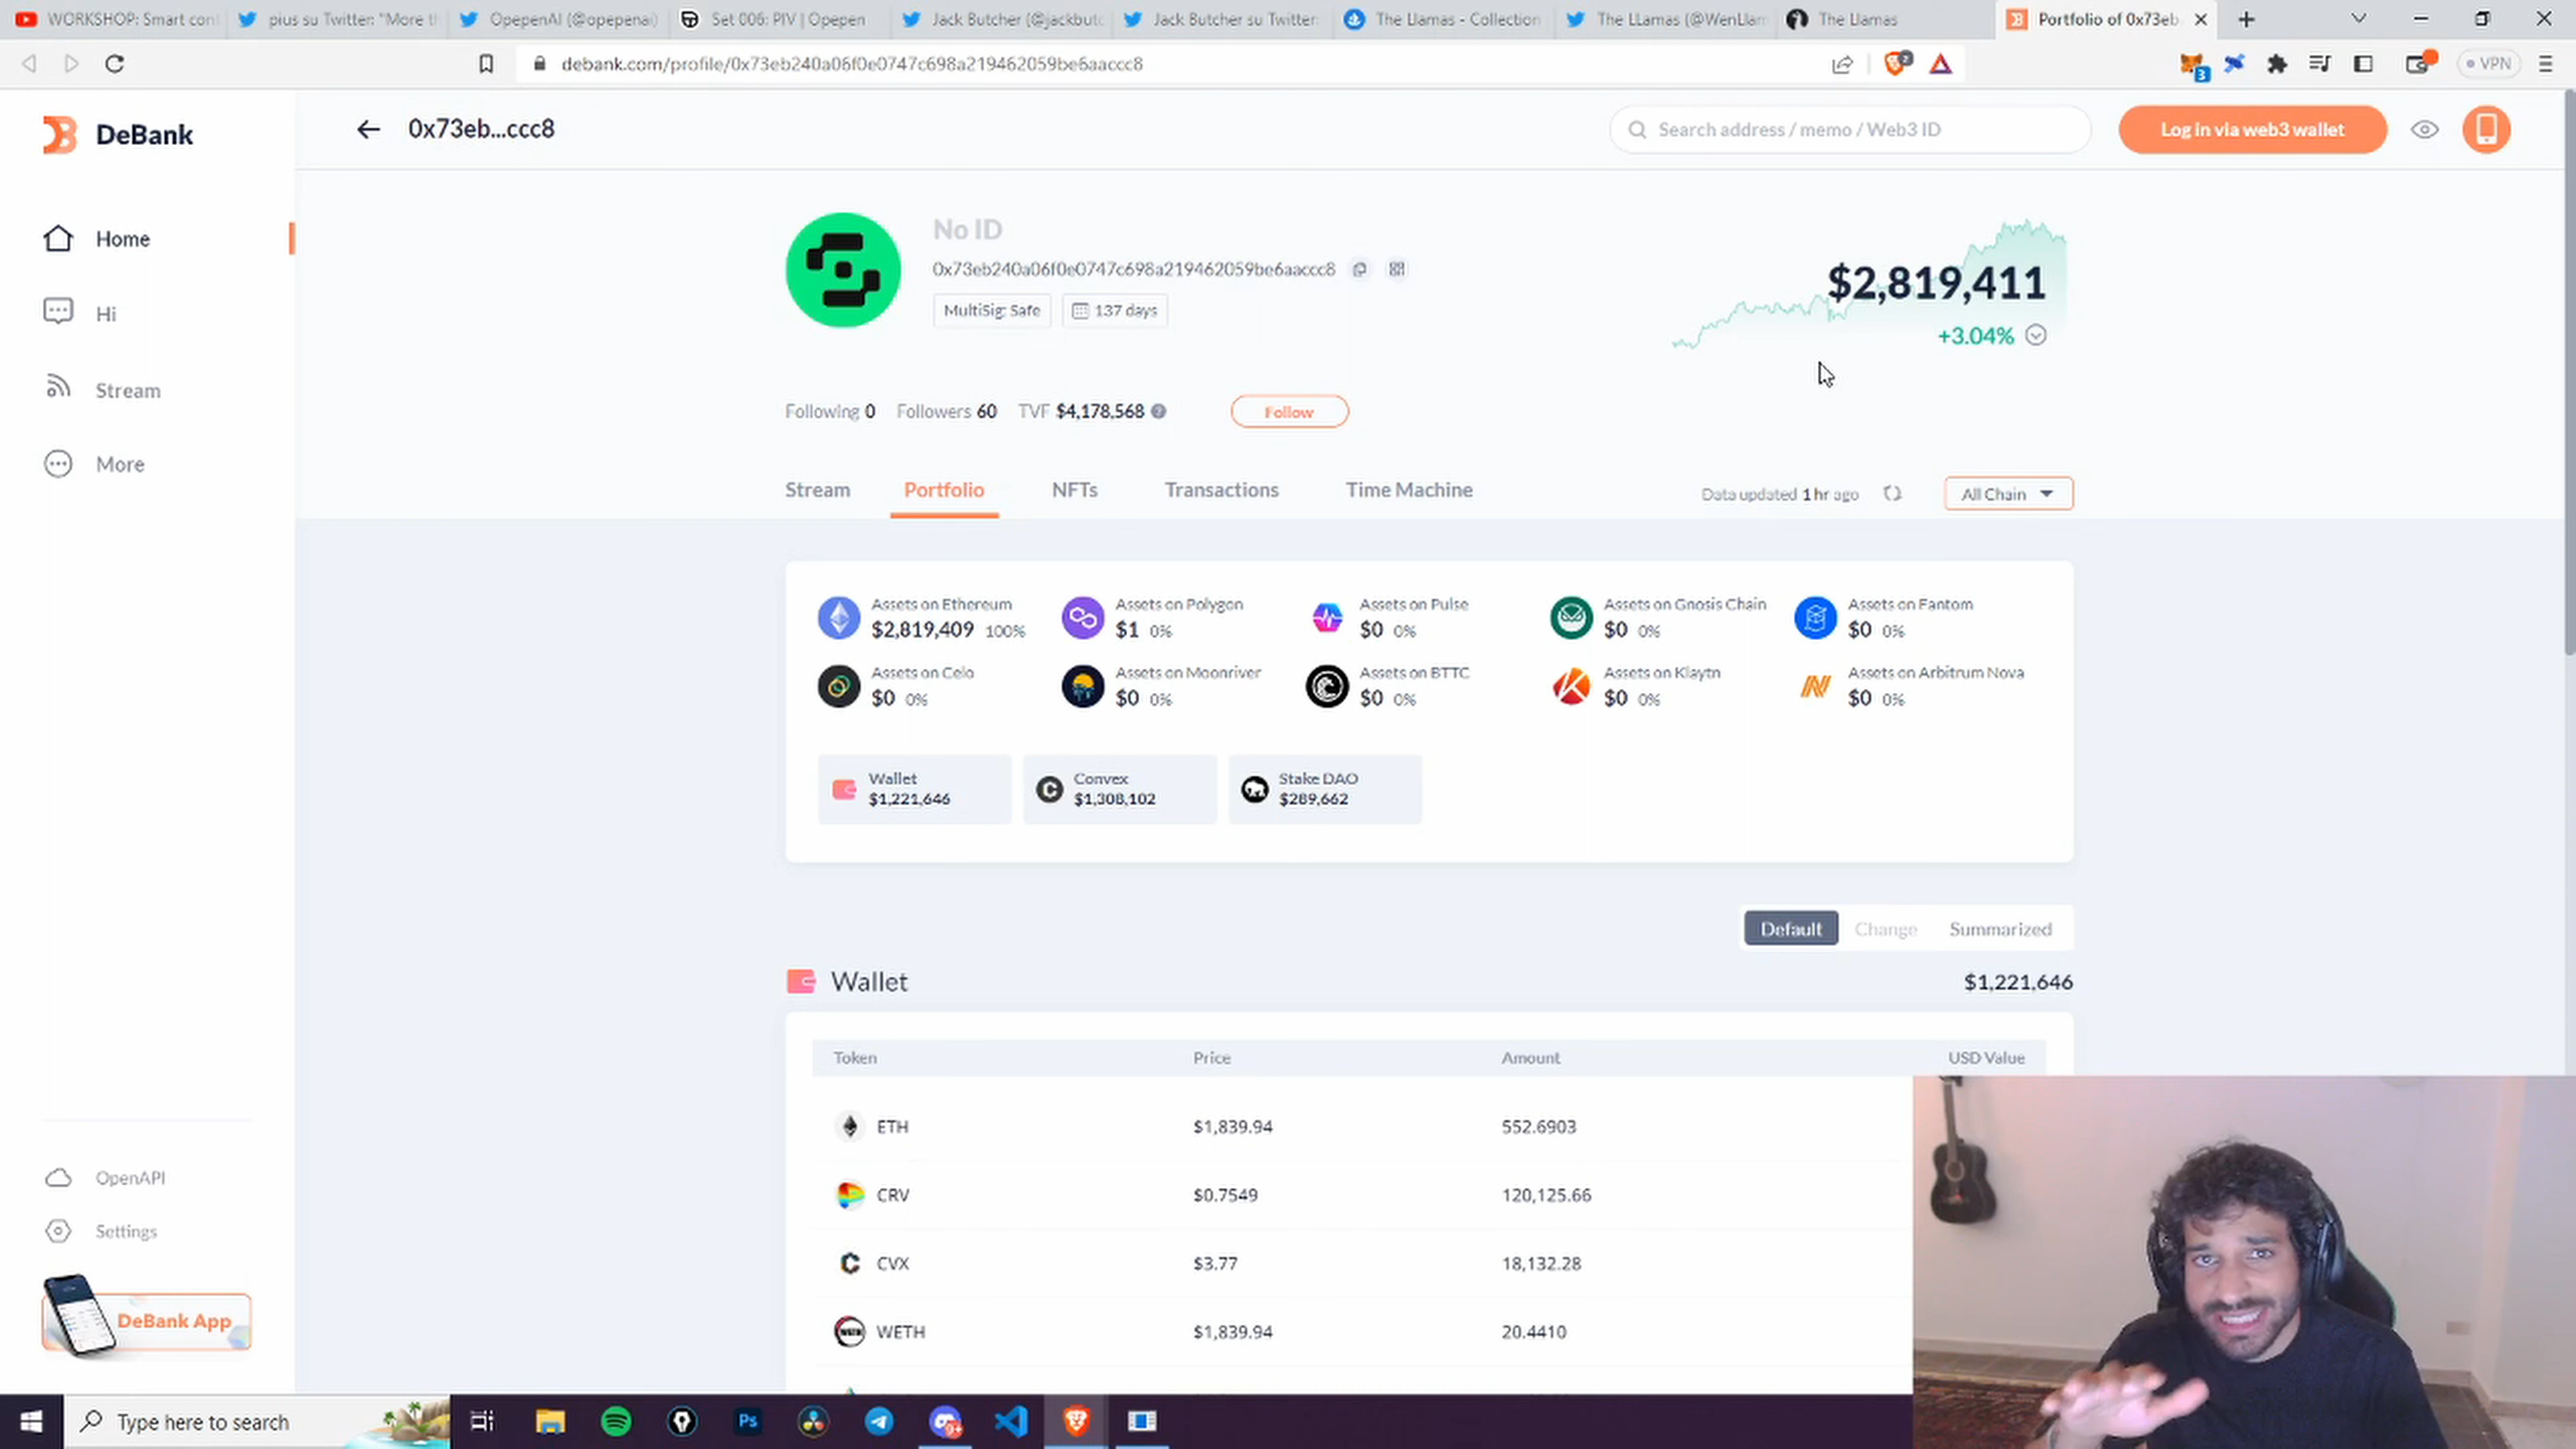 WORKSHOP: Smart con
pius su Twitter: "More th
OpepenAI (@opepenai)
Set 006: PIV | Opepen
Jack Butcher (@jackbutc
Jack Butcher su Twitter:
The Llamas - Collection
The LLamas (@WenLlam
The Llamas
Portfolio of 0x73eb
debank.com/profile/0x73eb240a06f0e0747c698a219462059be6aaccc8
2
3
VPN
DeBank
0x73eb...ccc8
Search address / memo / Web3 ID
Log in via web3 wallet
Home
Hi
Stream
More
No ID
0x73eb240a06f0e0747c698a219462059be6aaccc8
MultiSig: Safe
137 days
$2,819,411
+3.04%
Following 0
Followers 60
TVF $4,178,568
Follow
Stream
Portfolio
NFTs
Transactions
Time Machine
Data updated 1 hr ago
All Chain
Assets on Ethereum
$2,819,409 100%
Assets on Polygon
$1 0%
Assets on Pulse
$0 0%
Assets on Gnosis Chain
$0 0%
Assets on Fantom
$0 0%
Assets on Celo
$0 0%
Assets on Moonriver
$0 0%
Assets on BTTC
$0 0%
Assets on Klaytn
$0 0%
Assets on Arbitrum Nova
$0 0%
Wallet
$1,221,646
Convex
$1,308,102
Stake DAO
$289,662
Default
Change
Summarized
Wallet
$1,221,646
Token
Price
Amount
USD Value
ETH
$1,839.94
552.6903
CRV
$0.7549
120,125.66
CVX
$3.77
18,132.28
WETH
WETH
$1,839.94
20.4410
OpenAPI
Settings
DeBank App
Type here to search
Ps
9+